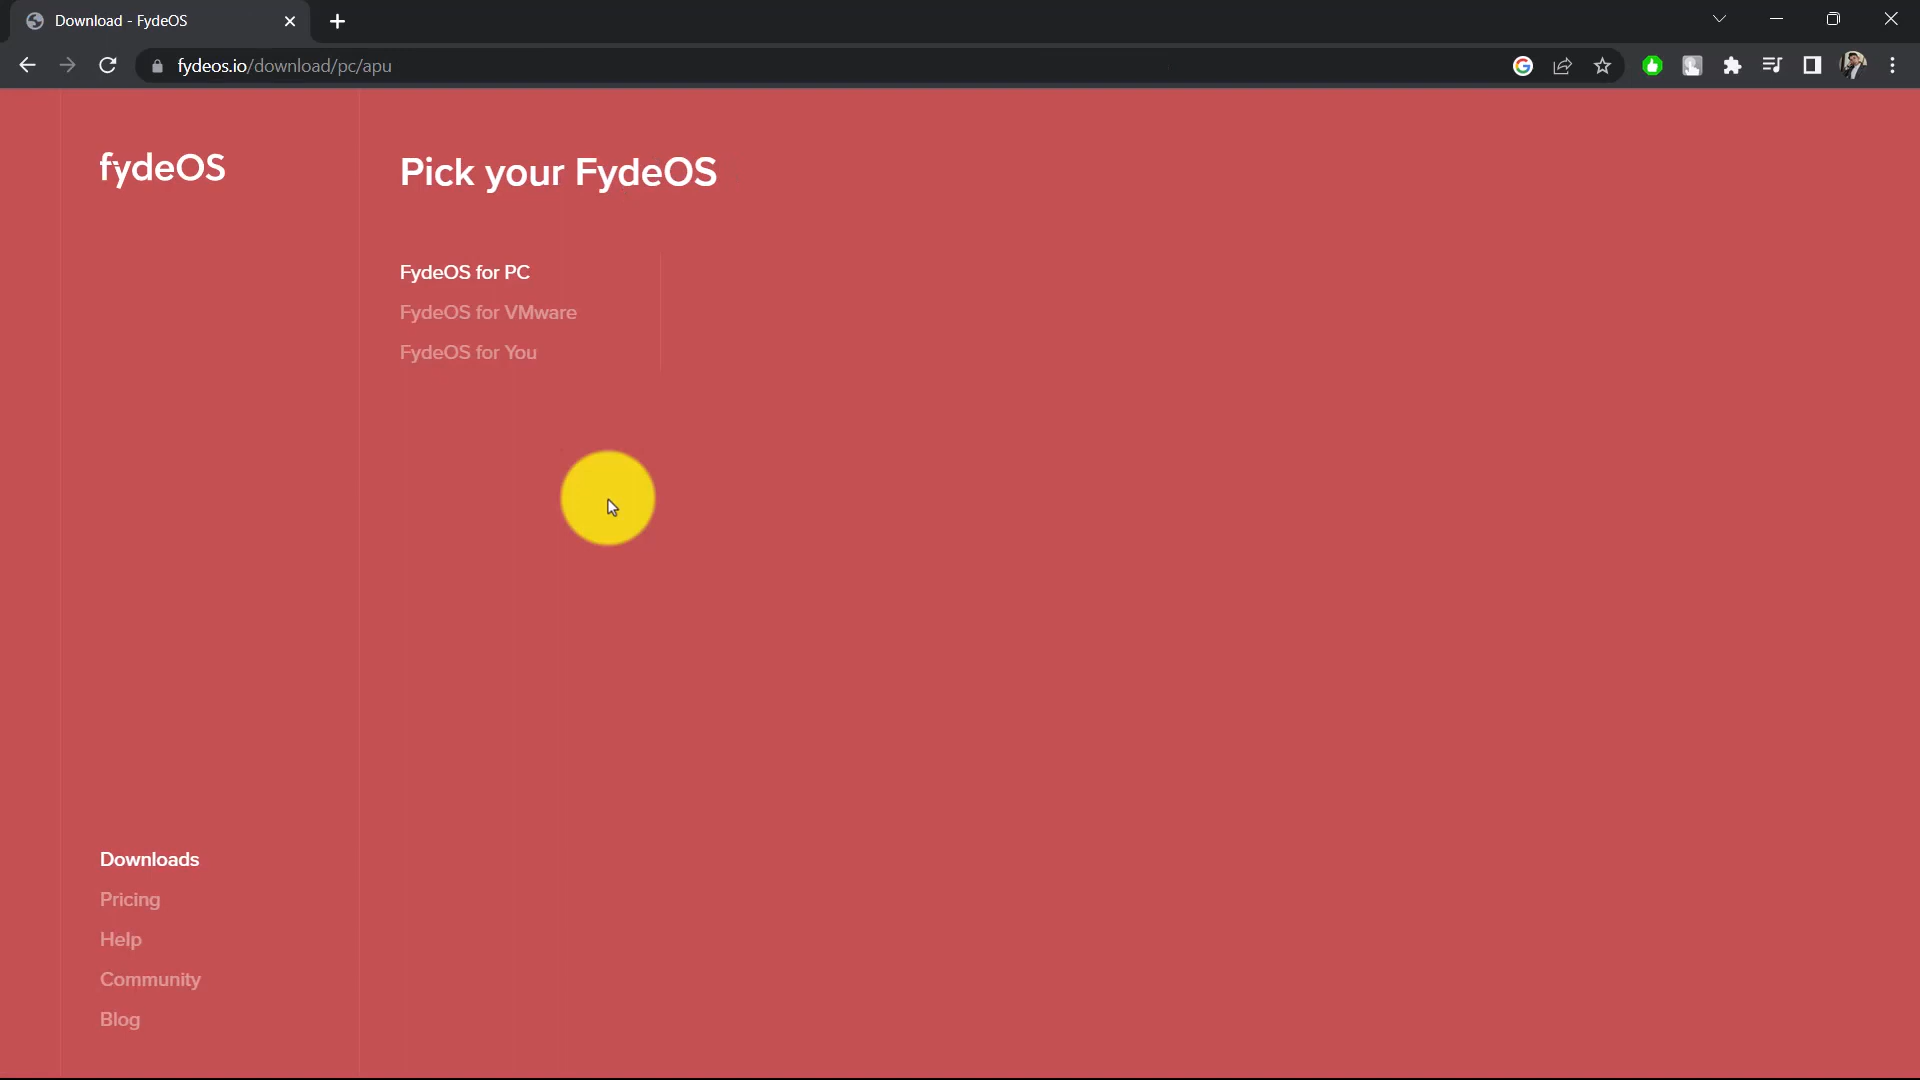 Download - FydeOS
fydeos.io/download/pc/apu
fydeOS
Pick your FydeOS
FydeOS for PC
FydeOS for VMware
FydeOS for You
Downloads
Pricing
Help
Community
Blog